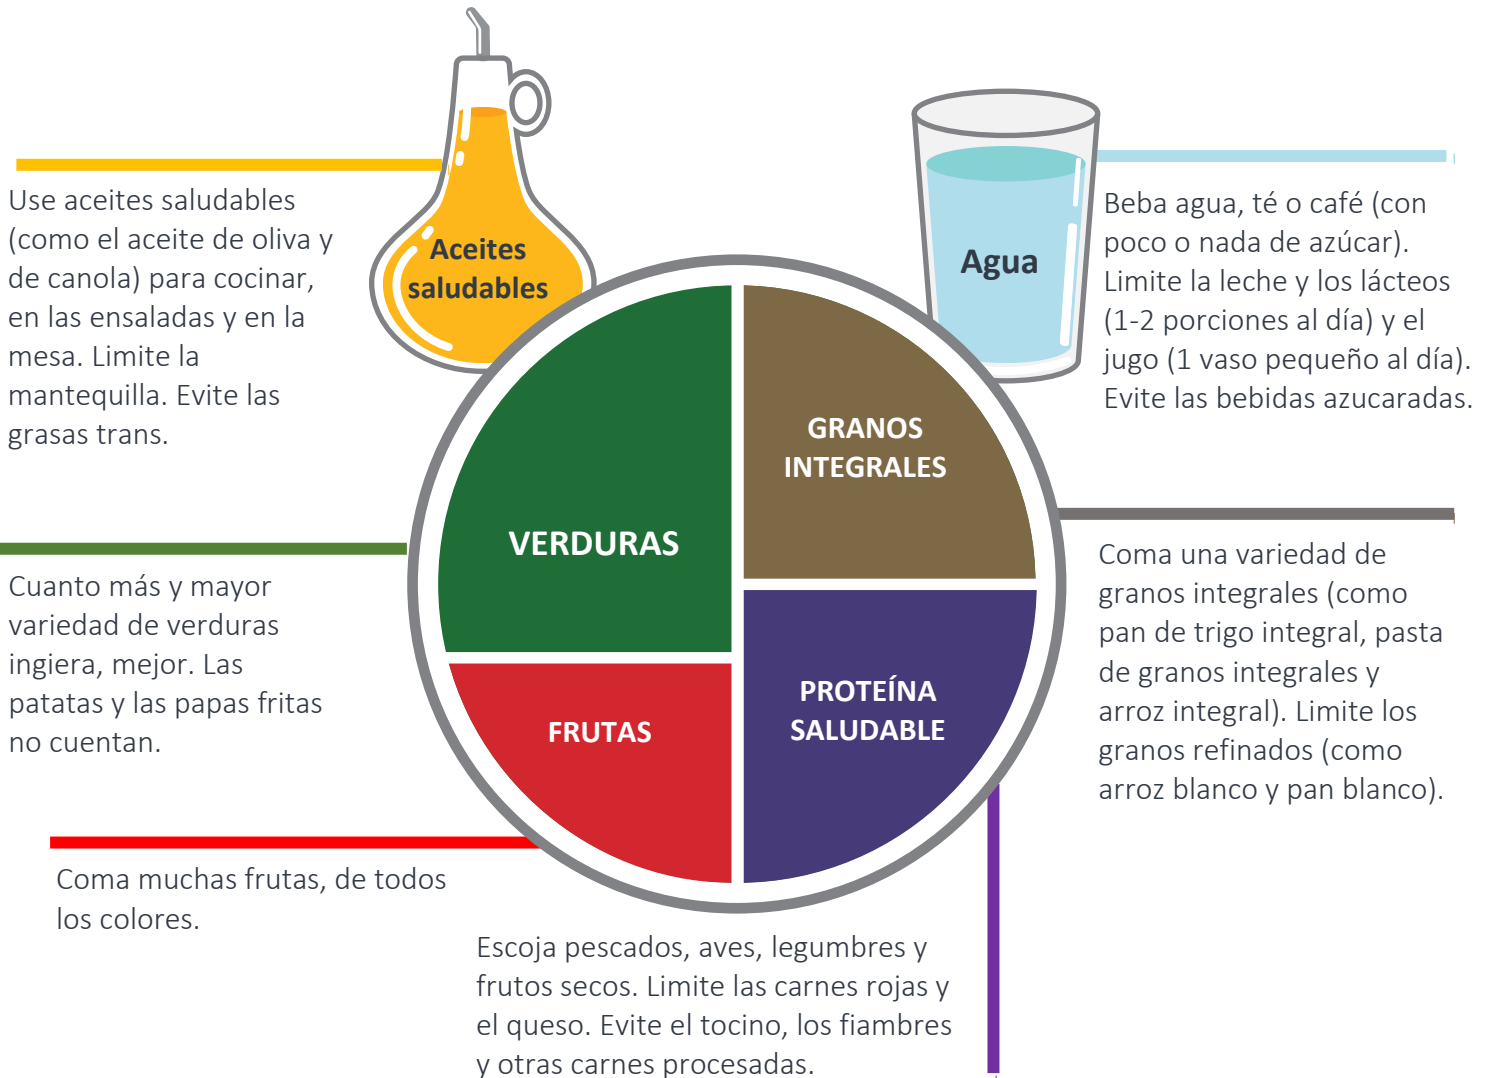 Use aceites saludables
(como el aceite de oliva y
de canola) para cocinar,
en las ensaladas y en la
mesa. Limite la
mantequilla. Evite las
grasas trans.
Aceites
saludables
Agua
Beba agua, té o café (con
poco o nada de azúcar).
Limite la leche y los lácteos
(1-2 porciones al día) y el
jugo (1 vaso pequeño al día).
Evite las bebidas azucaradas.
VERDURAS
GRANOS
INTEGRALES
Cuanto más y mayor
variedad de verduras
ingiera, mejor. Las
patatas y las papas fritas
no cuentan.
FRUTAS
PROTEÍNA
SALUDABLE
Coma una variedad de
granos integrales (como
pan de trigo integral, pasta
de granos integrales y
arroz integral). Limite los
granos refinados (como
arroz blanco y pan blanco).
Coma muchas frutas, de todos
los colores.
Escoja pescados, aves, legumbres y
frutos secos. Limite las carnes rojas y
el queso. Evite el tocino, los fiambres
y otras carnes procesadas.